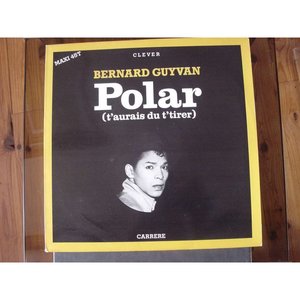 MAXI 45T
CLEVER
BERNARD GUYVAN
Polar
(t'aurais du t'tirer)
CARRERE